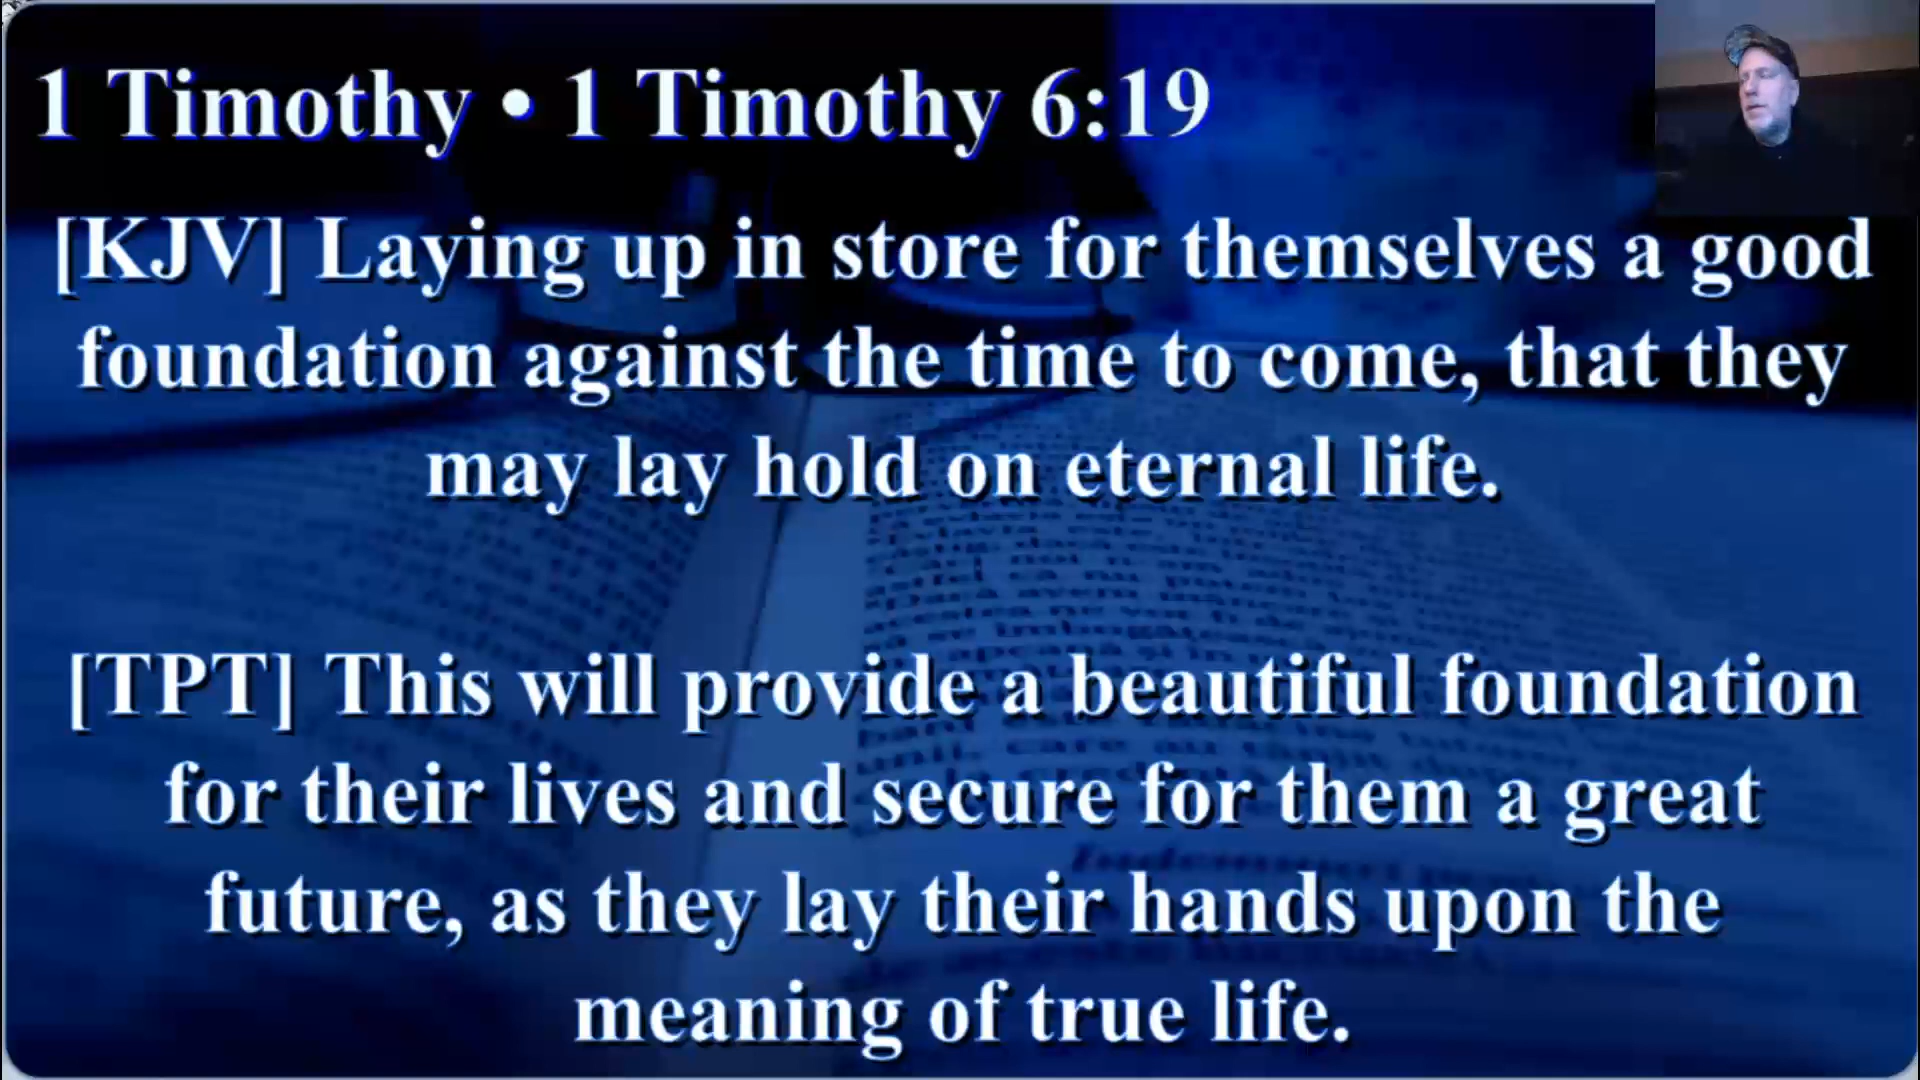 1 Timothy • 1 Timothy 6:19
[KJV] Laying up in store for themselves a good
foundation against the time to come, that they
may lay hold on eternal life.
[TPT] This will provide a beautiful foundation
for their lives and secure for them a great
future, as they lay their hands upon the
meaning of true life.